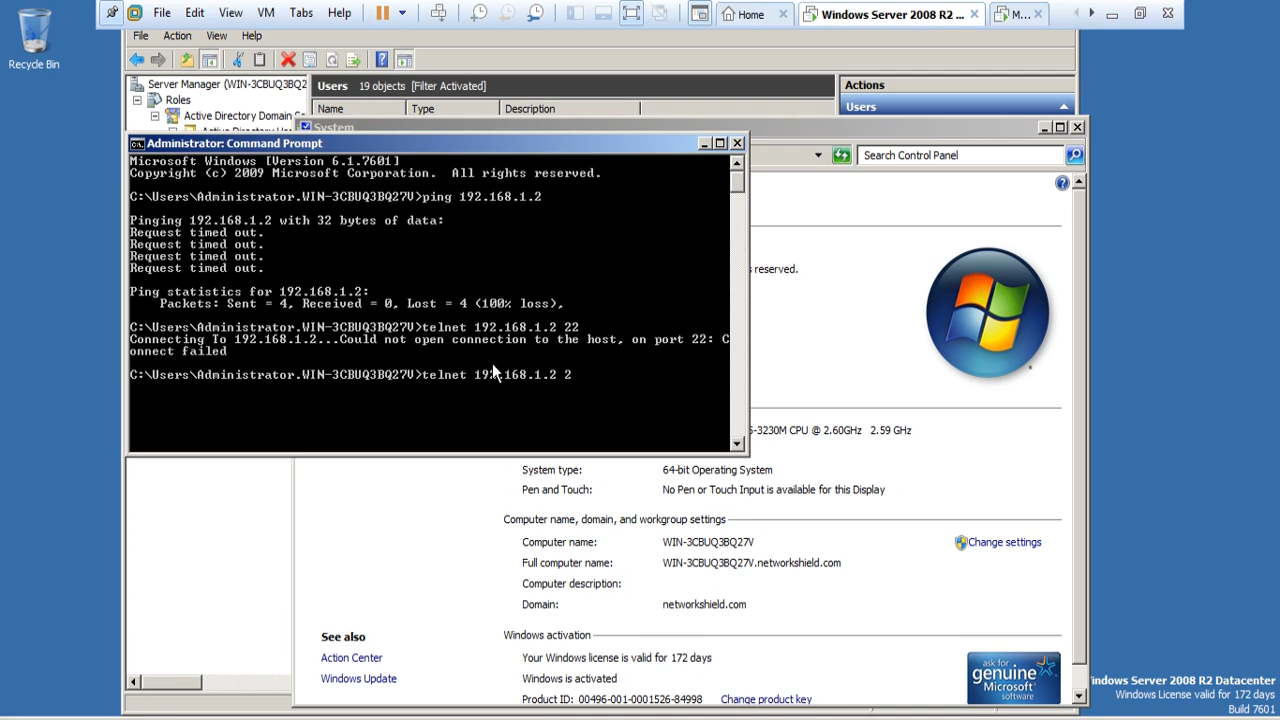 File Edit View VM Tabs Help
Home
Windows Server 2008 R2 ...
M...
Recycle Bin
File Action View Help
Server Manager (WIN-3CBUQ3BQ2
Roles
Active Directory Domain
Users 19 objects [Filter Activated]
Name Type Description
Actions
Users
System
Search Control Panel
Administrator: Command Prompt
Microsoft Windows [Version 6.1.7601]
Copyright (c) 2009 Microsoft Corporation. All rights reserved.
C:\Users\Administrator.WIN-3CBUQ3BQ27V>ping 192.168.1.2
Pinging 192.168.1.2 with 32 bytes of data:
Request timed out.
Request timed out.
Request timed out.
Request timed out.
Ping statistics for 192.168.1.2:
Packets: Sent = 4, Received = 0, Lost = 4 (100% loss),
C:\Users\Administrator.WIN-3CBUQ3BQ27V>telnet 192.168.1.2 22
Connecting To 192.168.1.2...Could not open connection to the host, on port 22: C
onnect failed
C:\Users\Administrator.WIN-3CBUQ3BQ27V>telnet 192.168.1.2 2
s reserved.
5-3230M CPU @ 2.60GHz 2.59 GHz
System type: 64-bit Operating System
Pen and Touch: No Pen or Touch Input is available for this Display
Computer name, domain, and workgroup settings
Computer name: WIN-3CBUQ3BQ27V
Change settings
Full computer name: WIN-3CBUQ3BQ27V.networkshield.com
Computer description:
Domain: networkshield.com
See also
Action Center
Windows Update
Windows activation
Your Windows license is valid for 172 days
Windows is activated
Product ID: 00496-001-0001526-84998 Change product key
ask for
genuine
Microsoft
software
indows Server 2008 R2 Datacenter
Windows License valid for 172 days
Build 7601